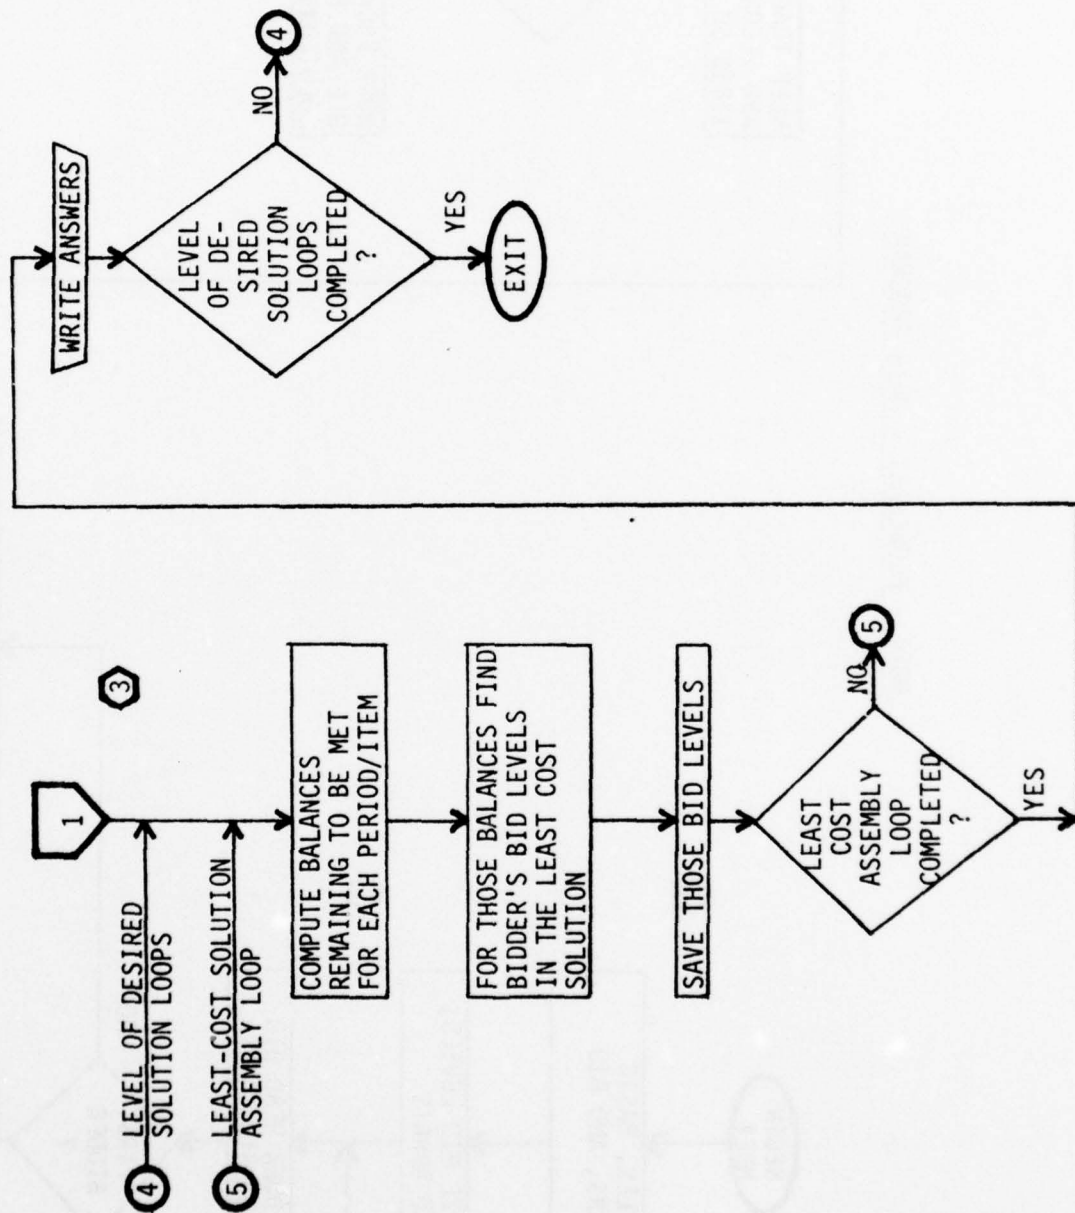 1
3
4
LEVEL OF DESIRED
SOLUTION LOOPS
5
LEAST-COST SOLUTION
ASSEMBLY LOOP
COMPUTE BALANCES
REMAINING TO BE MET
FOR EACH PERIOD/ITEM
FOR THOSE BALANCES FIND
BIDDER'S BID LEVELS
IN THE LEAST COST
SOLUTION
SAVE THOSE BID LEVELS
LEAST
COST
ASSEMBLY
LOOP
COMPLETED
?
NO
5
YES
WRITE ANSWERS
LEVEL
OF DE-
SIRED
SOLUTION
LOOPS
COMPLETED
?
NO
4
YES
EXIT